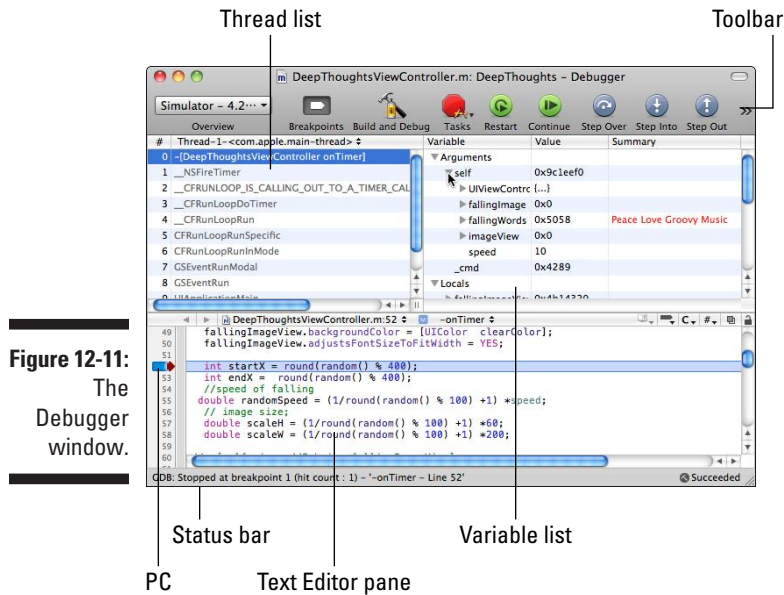 Thread list
Toolbar
DeepThoughtsViewController.m: DeepThoughts – Debugger
Simulator – 4.2...
Overview
Breakpoints
Build and Debug
Tasks
Restart
Continue
Step Over
Step Into
Step Out
# Thread-1-<com.apple.main-thread>
0 -[DeepThoughtsViewController onTimer]
1 __NSFireTimer
2 __CFRUNLOOP_IS_CALLING_OUT_TO_A_TIMER_CAL
3 __CFRunLoopDoTimer
4 __CFRunLoopRun
5 CFRunLoopRunSpecific
6 CFRunLoopRunInMode
7 GSEventRunModal
8 GSEventRun
Variable Value Summary
Arguments
self 0x9c1eef0
UIViewContrc {...}
fallingImage 0x0
fallingWords 0x5058 Peace Love Groovy Music
imageView 0x0
speed 10
_cmd 0x4289
Locals
DeepThoughtsViewController.m:52
-onTimer
C #
49 fallingImageView.backgroundColor = [UIColor clearColor];
50 fallingImageView.adjustsFontSizeToFitWidth = YES;
51
int startX = round(random() % 400);
53 int endX = round(random() % 400);
54 //speed of falling
55 double randomSpeed = (1/round(random() % 100) +1) *speed;
56 // image size;
57 double scaleH = (1/round(random() % 100) +1) *60;
58 double scaleW = (1/round(random() % 100) +1) *200;
59
60
GDB: Stopped at breakpoint 1 (hit count : 1) – '-onTimer – Line 52'
Succeeded
Figure 12-11:
The
Debugger
window.
Status bar
Variable list
PC
Text Editor pane